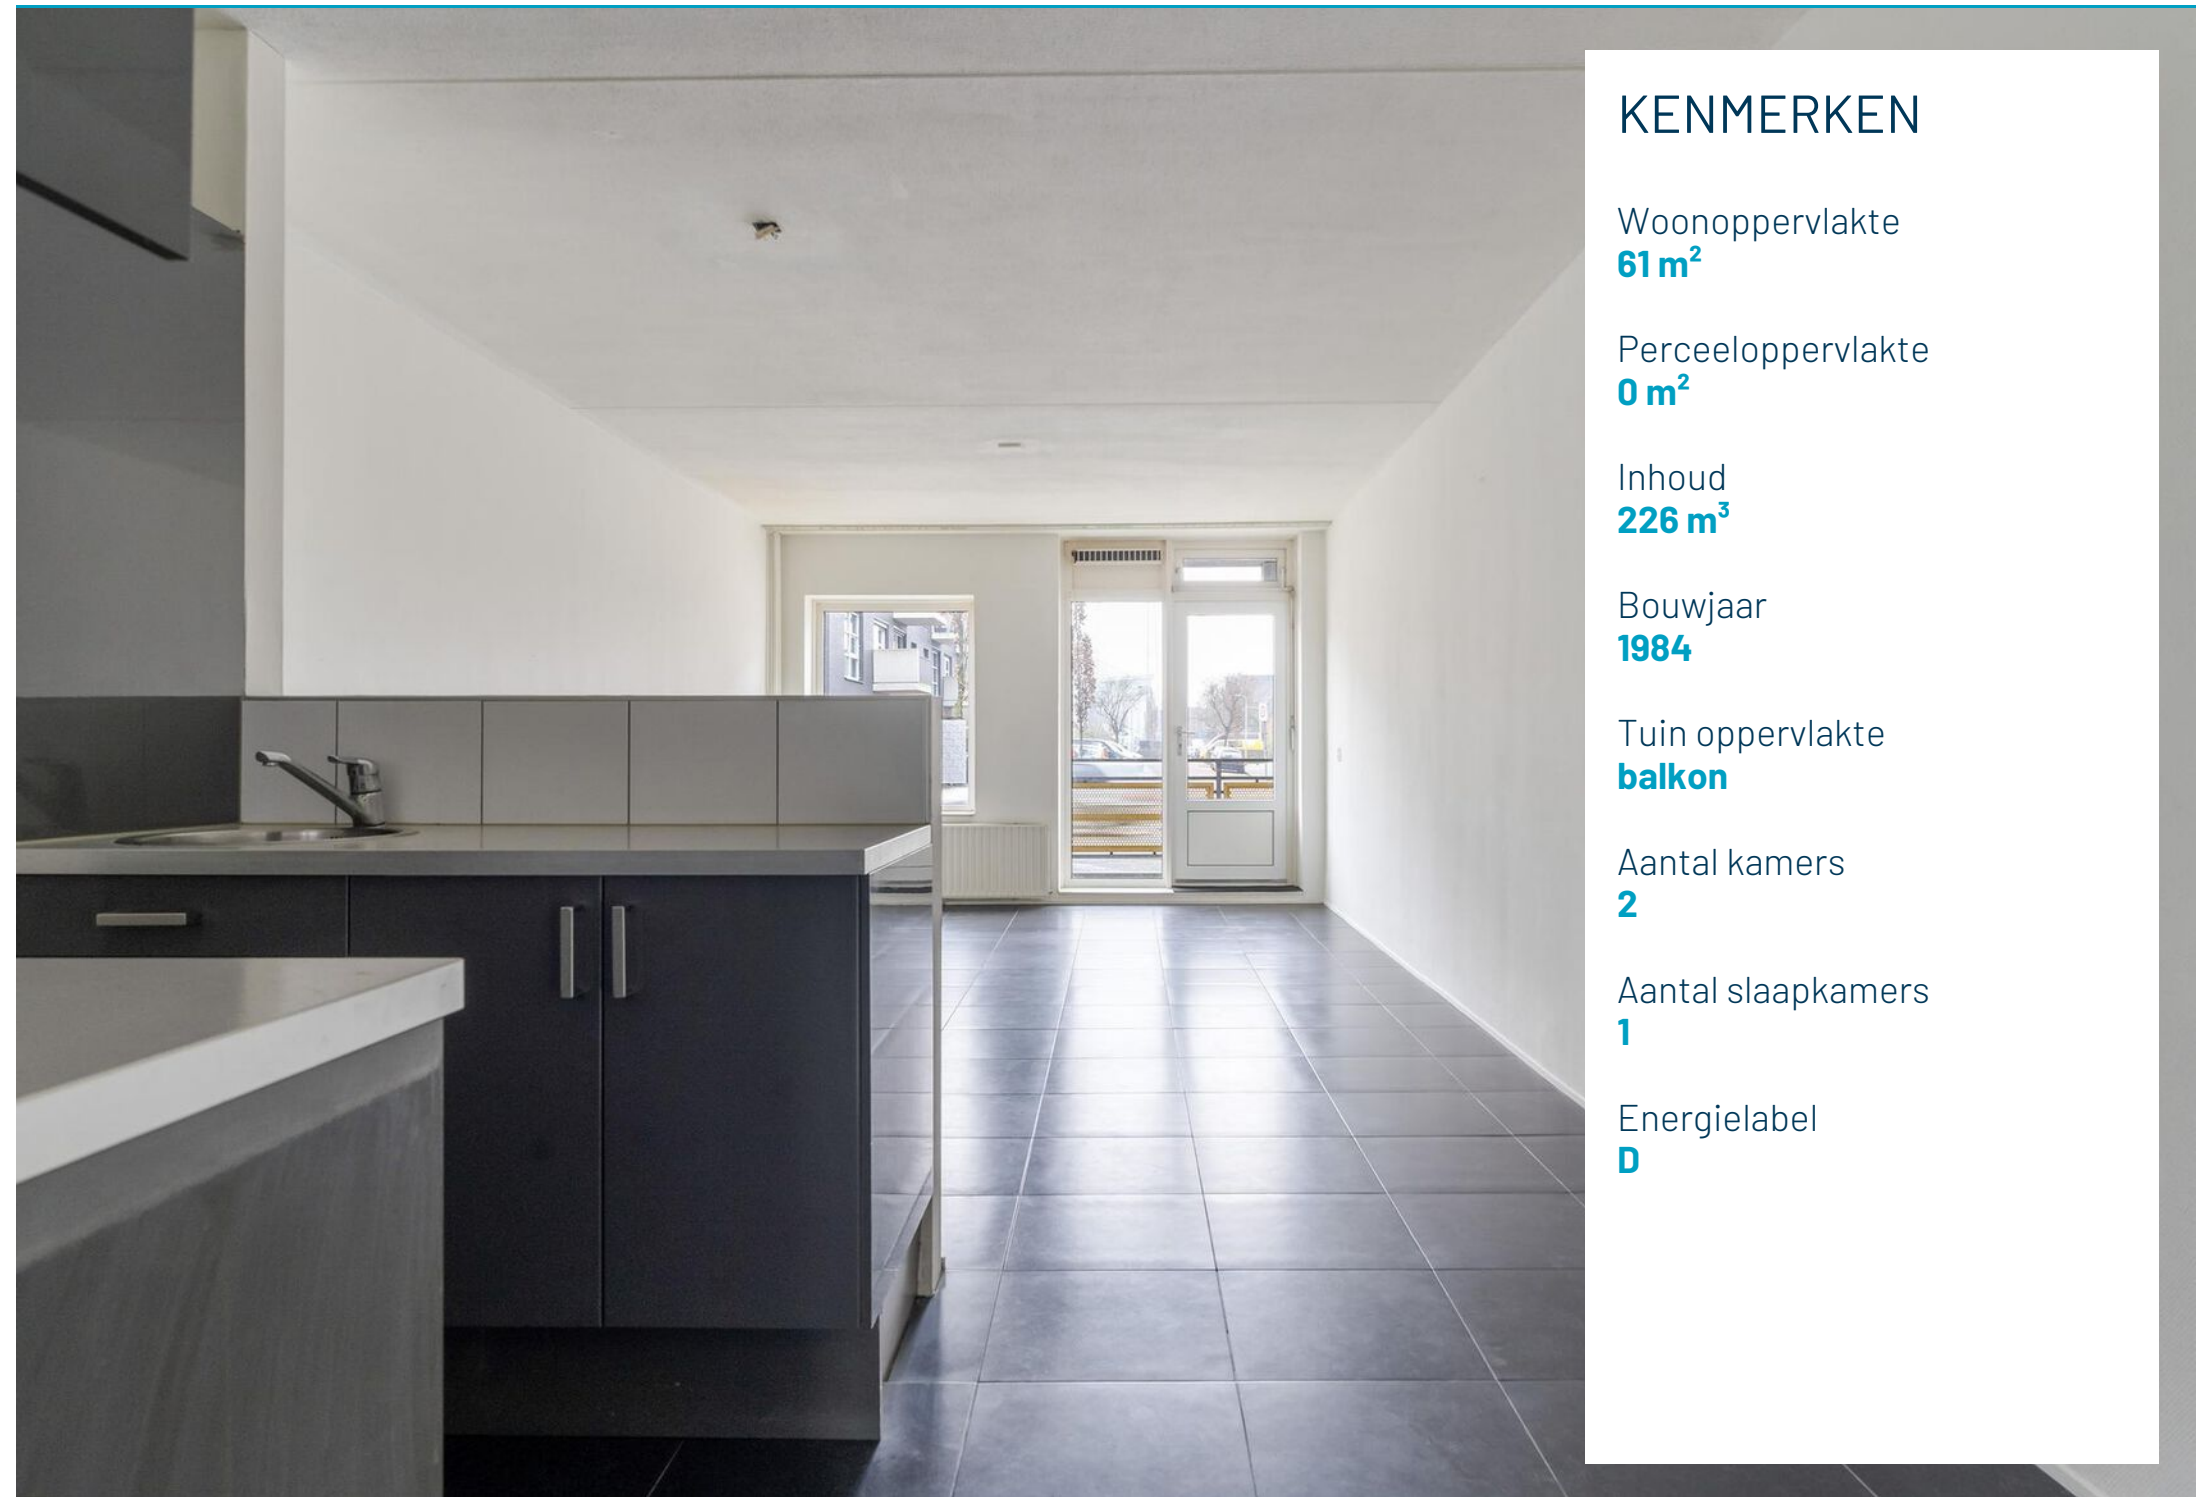 KENMERKEN
Woonoppervlakte
61 m²
Perceeloppervlakte
0 m²
Inhoud
226 m³
Bouwjaar
1984
Tuin oppervlakte
balkon
Aantal kamers
2
Aantal slaapkamers
1
Energielabel
D